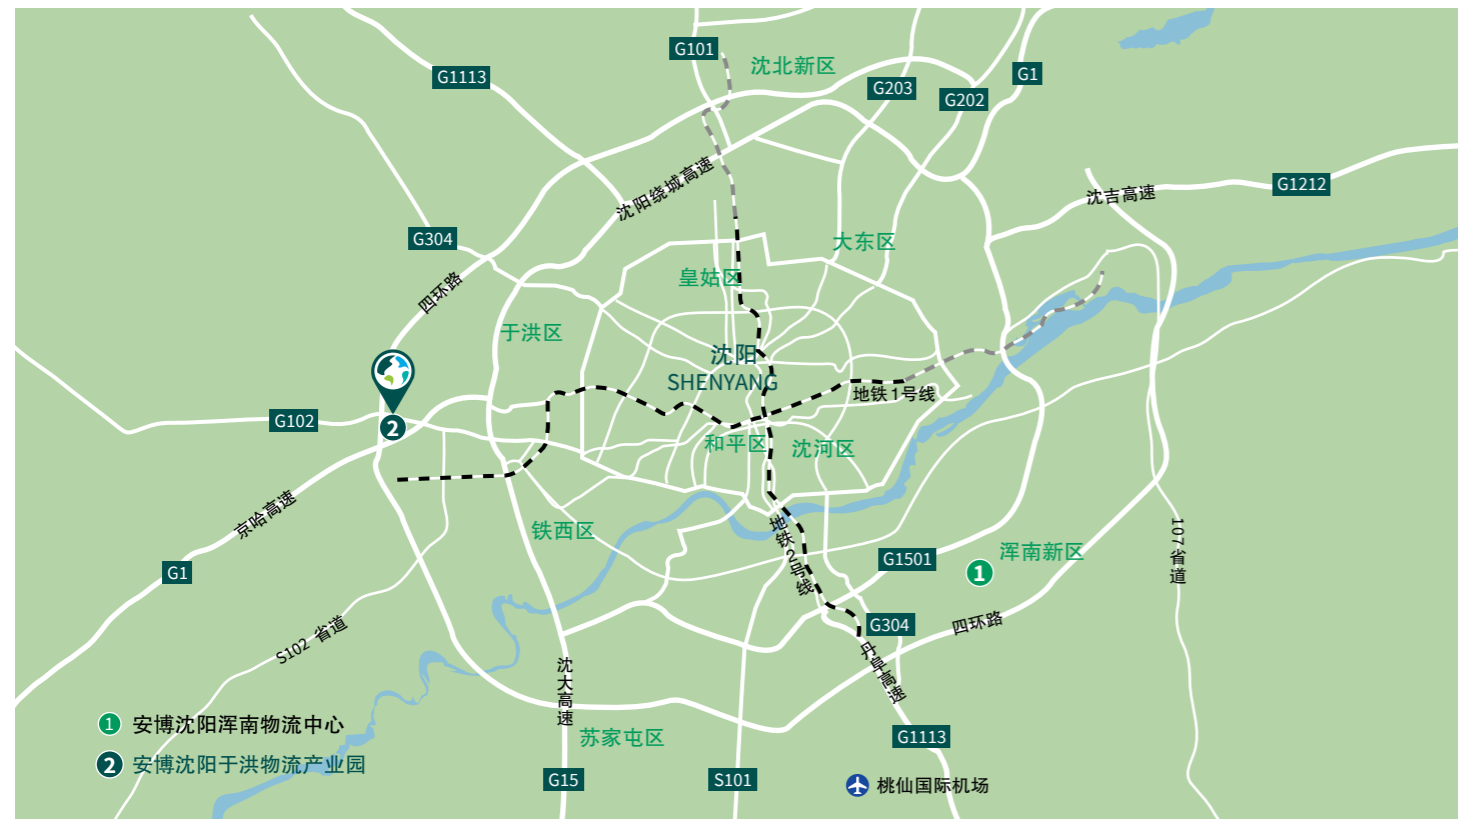 G101
沈北新区
G1113
G1
G203
G202
沈阳绕城高速
沈吉高速
G1212
G304
大东区
皇姑区
四环路
于洪区
沈阳
SHENYANG
地铁1号线
G102
2
和平区
沈河区
京哈高速
铁西区
地铁2号线
107省道
浑南新区
G1501
1
G1
G304
四环路
S102 省道
丹阜高速
沈大高速
1 安博沈阳浑南物流中心
苏家屯区
G1113
2 安博沈阳于洪物流产业园
G15
S101
桃仙国际机场